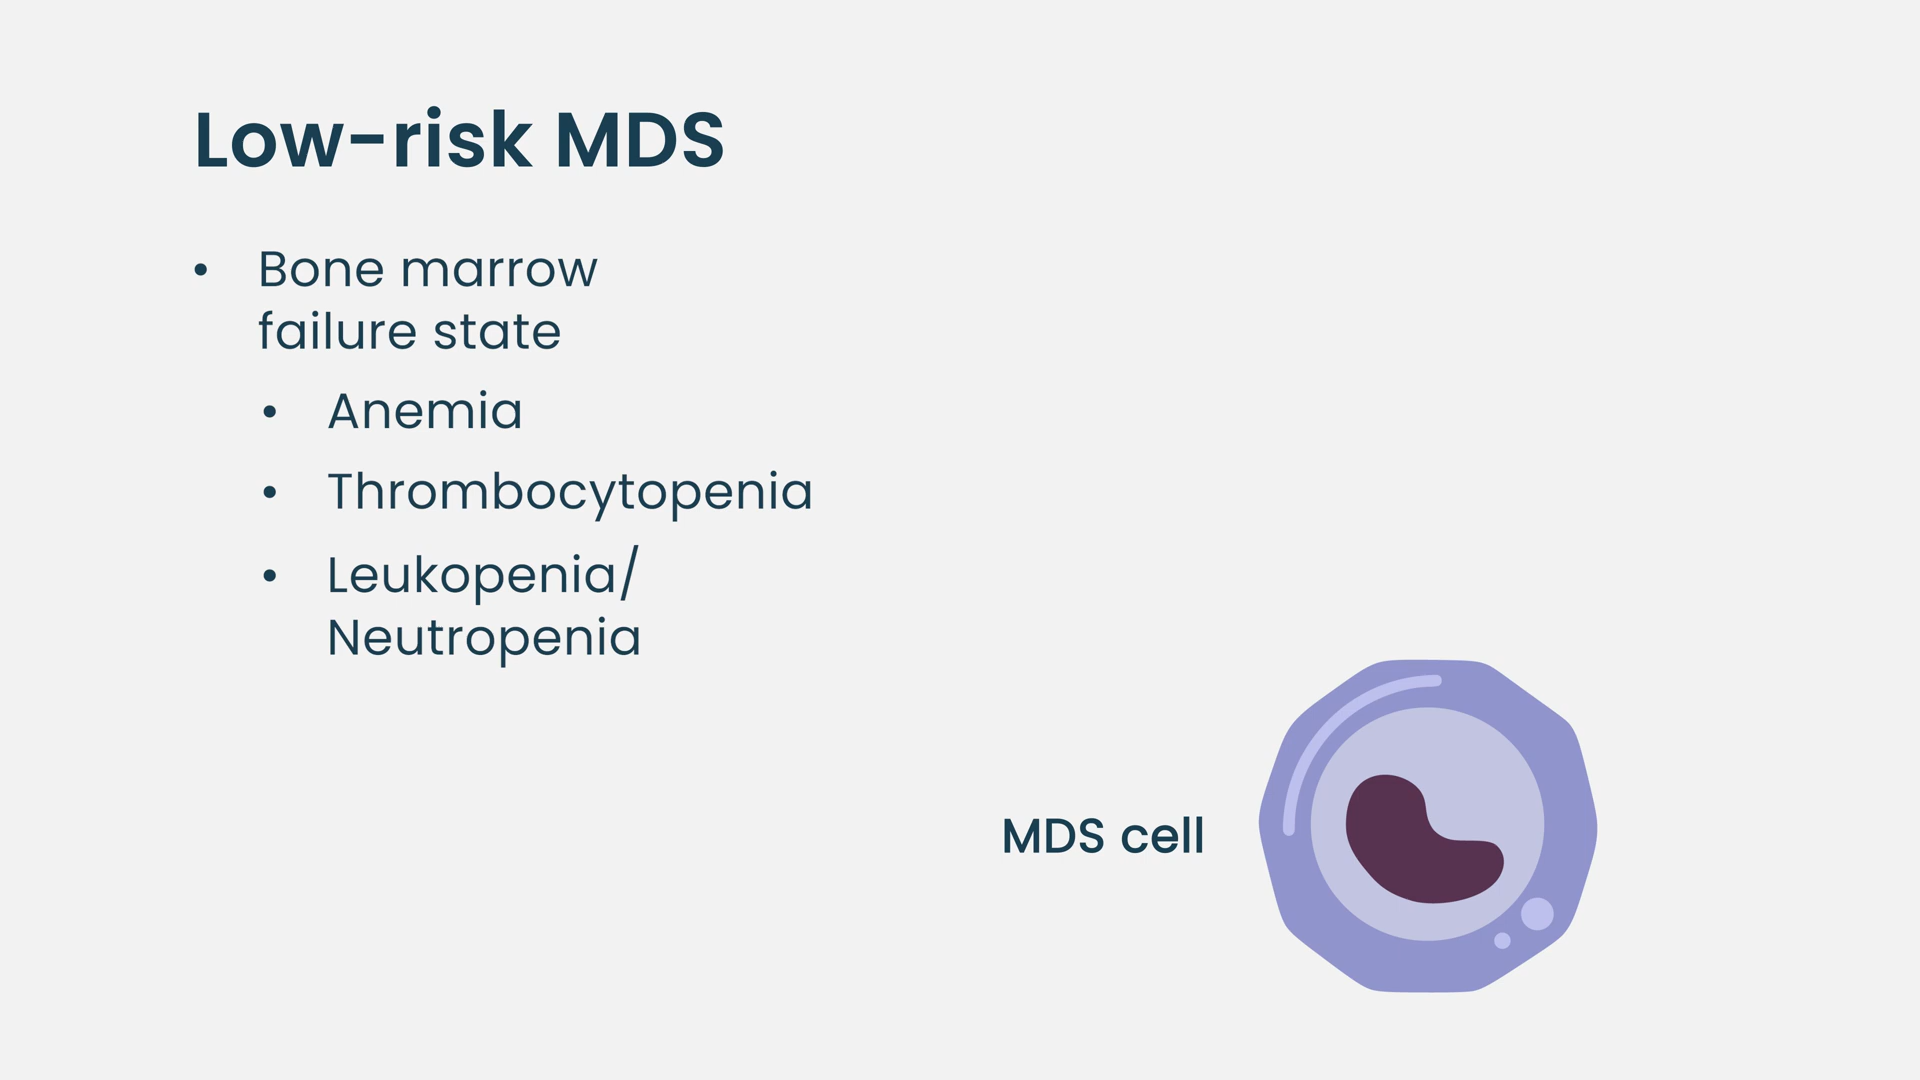 Low-risk MDS
• Bone marrow
failure state
• Anemia
• Thrombocytopenia
• Leukopenia/
Neutropenia
MDS cell